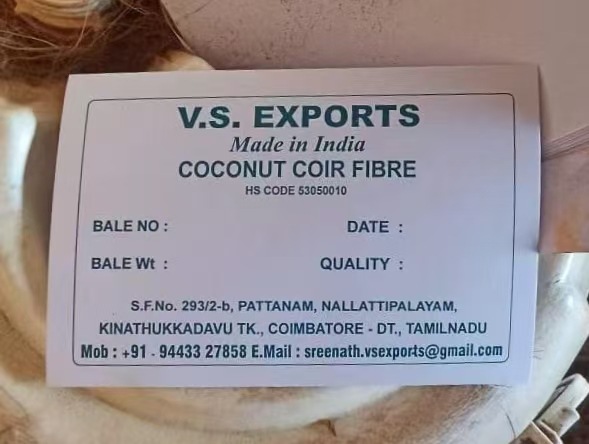 V.S. EXPORTS
Made in India
COCONUT COIR FIBRE
HS CODE 53050010
BALE NO : DATE :
BALE Wt : QUALITY :
S.F.No. 293/2-b, PATTANAM, NALLATTIPALAYAM,
KINATHUKKADAVU TK., COIMBATORE - DT., TAMILNADU
Mob : +91 - 94433 27858 E.Mail : sreenath.vsexports@gmail.com